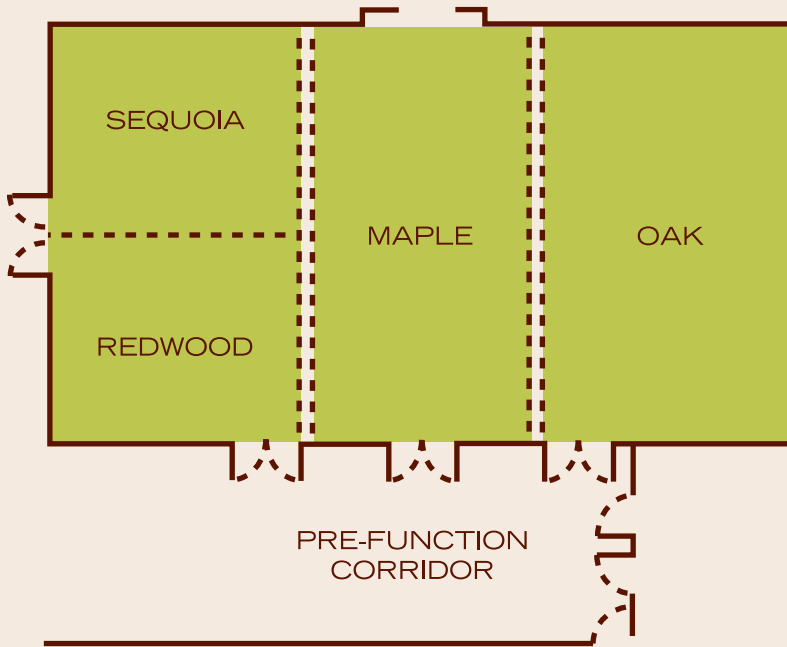 SEQUOIA
MAPLE
OAK
REDWOOD
PRE-FUNCTION
CORRIDOR